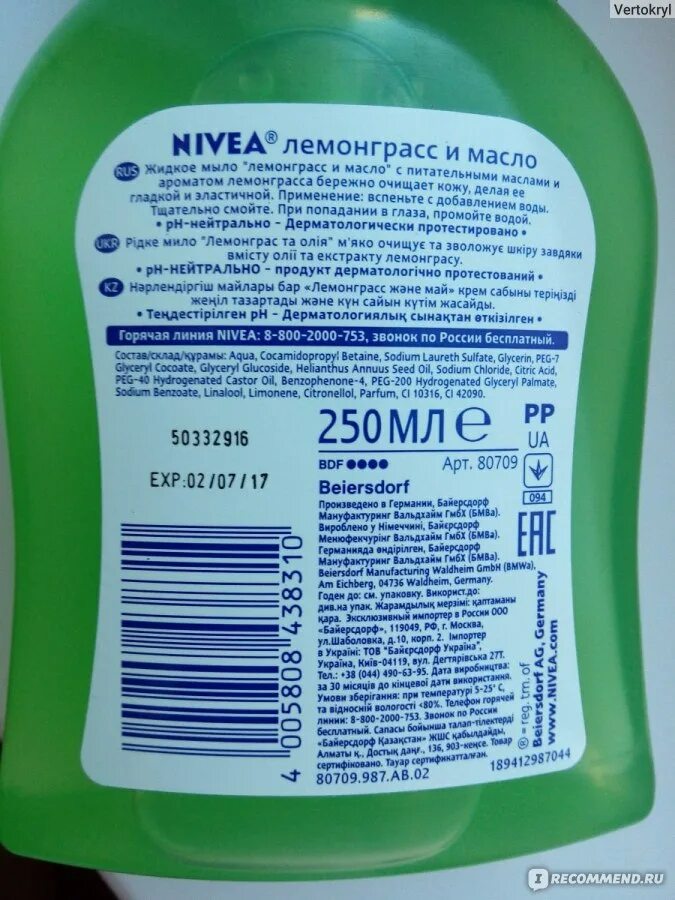 Vertokryl
NIVEA® лемонграсс и масло
RUS Жидкое мыло "лемонграсс и масло" с питательными маслами и
ароматом лемонграсса бережно очищает кожу, делая ее
гладкой и эластичной. Применение: вспеньте с добавлением воды.
Тщательно смойте. При попадании в глаза, промойте водой.
• pH-нейтрально – Дерматологически протестировано •
UKR Рідке мило "Лемонграс та олія" м'яко очищує та зволожує шкіру завдяки
вмісту олії та екстракту лемонграсу.
• pH-НЕЙТРАЛЬНО – продукт дерматологічно протестований •
KZ Нәрлендіргіш майлары бар «Лемонграсс және май» крем сабыны теріңізді
жеңіл тазартады және күн сайын күтім жасайды.
• Теңдестірілген pH – Дерматологиялық сынақтан өткізілген •
Горячая линия NIVEA: 8-800-2000-753, звонок по России бесплатный.
Состав/склад/құрамы: Aqua, Cocamidopropyl Betaine, Sodium Laureth Sulfate, Glycerin, PEG-7
Glyceryl Cocoate, Glyceryl Glucoside, Helianthus Annuus Seed Oil, Sodium Chloride, Citric Acid,
PEG-40 Hydrogenated Castor Oil, Benzophenone-4, PEG-200 Hydrogenated Glyceryl Palmate,
Sodium Benzoate, Linalool, Limonene, Citronellol, Parfum, CI 10316, CI 42090.
50332916
EXP:02/07/17
250МЛ e
PP
UA
BDF ●●●● Арт. 80709
094
EAC
Beiersdorf
Произведено в Германии, Байерсдорф
Мануфактуринг Вальдхайм ГмбХ (БМВа).
Вироблено у Німеччині, Байєрсдорф
Менюфекчурінг Вальдхайм ГмбХ (БМВа).
Германияда өндірілген, Байерсдорф
Мануфактуринг Вальдхайм ГмбХ (БМВа).
Beiersdorf Manufacturing Waldheim GmbH (BMWa),
Am Eichberg, 04736 Waldheim, Germany.
Годен до: см. упаковку. Використ.до:
див.на упак. Жарамдылық мерзімі: қаптаманы
қара. Эксклюзивный импортер в России ООО
«Байерсдорф», 119049, РФ, г. Москва,
ул.Шаболовка, д.10, корп. 2. Імпортер
в Україні: ТОВ "Байєрсдорф Україна",
Україна, Київ-04119, вул. Дегтярівська 27Т.
Тел.: +38 (044) 490-63-95. Дата виготовлення:
за 30 місяців до кінцевої дати використання.
Умови зберігання: при температурі 5-25° С,
та відносній вологості <80%. Телефон горячей
линии: 8-800-2000-753. Звонок по России
бесплатный. Сапасы бойынша талап-тілектерді
«Байерсдорф Қазақстан» ЖШС қабылдайды,
Алматы қ., Достық даңғ., 136, 903-кеңсе. Товар
сертифіковано. Тауар сертификатталған.
80709.987.AB.02
189412987044
® = reg. tm. of
Beiersdorf AG, Germany
www.NIVEA.com
4 005808 438310
IRECOMMEND.RU